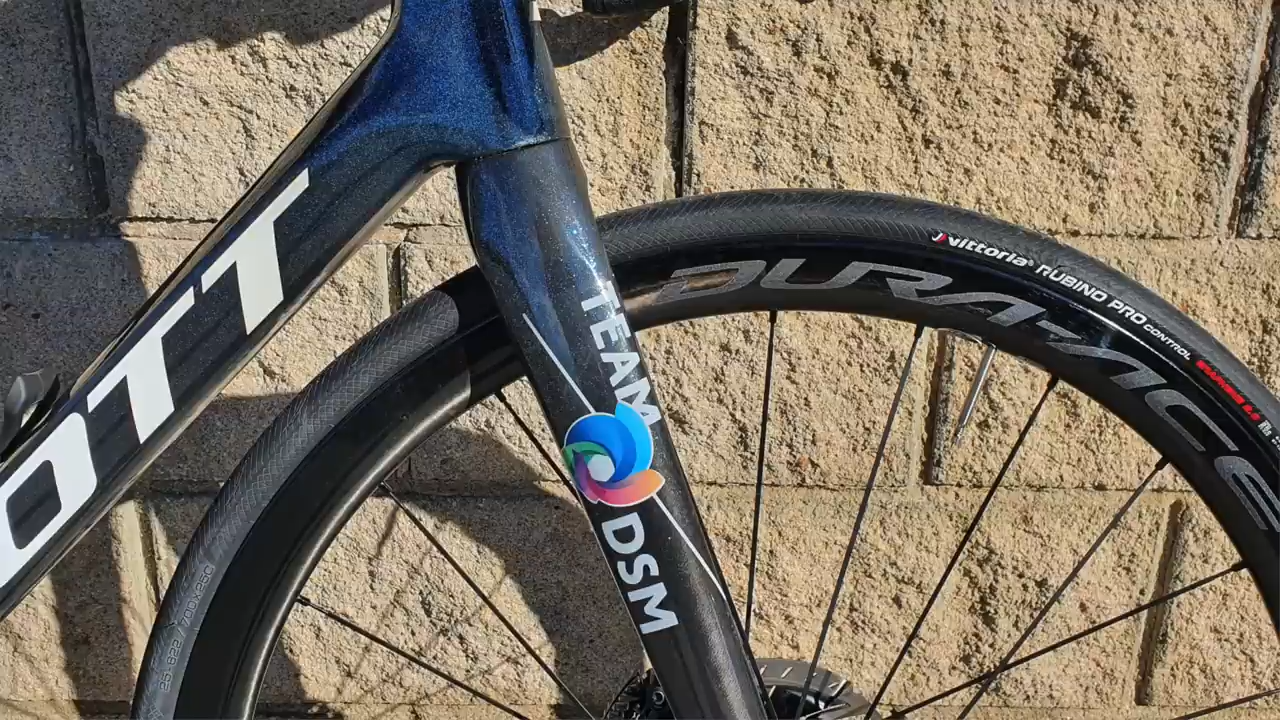 OTT
TEAM
DSM
DURA-ACE
vittoria RUBINO PRO CONTROL
25-622 / 700x25C